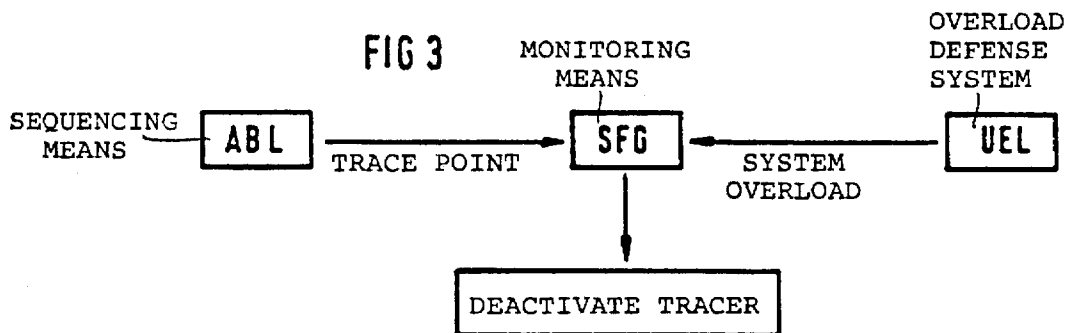 FIG 3
MONITORING
MEANS
OVERLOAD
DEFENSE
SYSTEM
SEQUENCING
MEANS
ABL
TRACE POINT
SFG
SYSTEM
OVERLOAD
UEL
DEACTIVATE TRACER